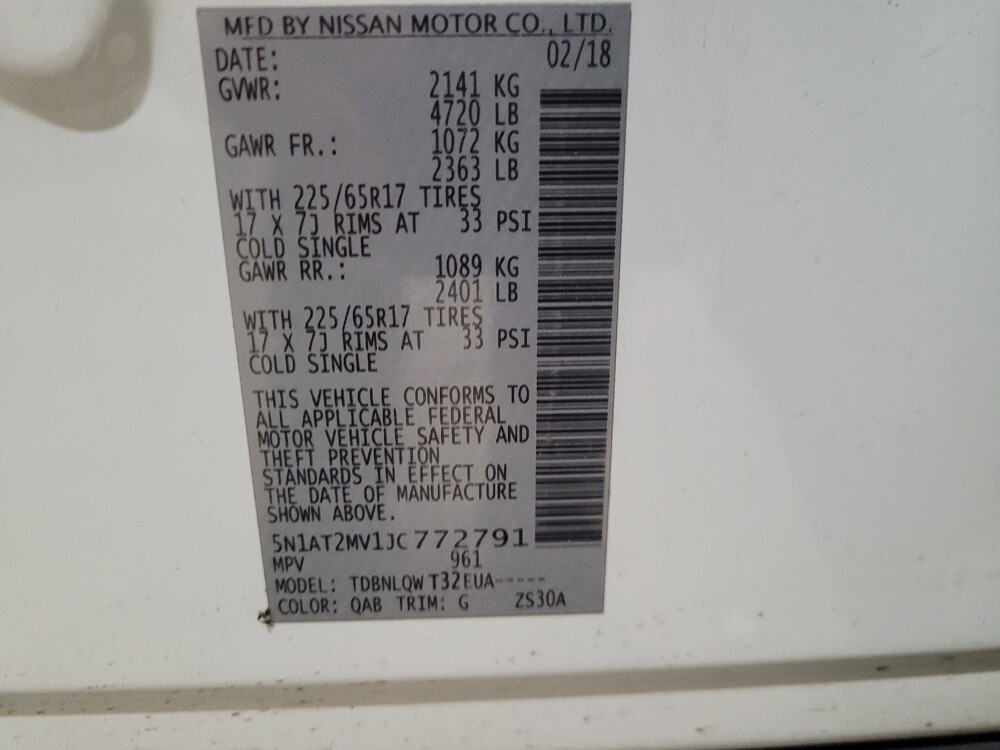 MFD BY NISSAN MOTOR CO., LTD.
DATE: 02/18
GVWR: 2141 KG
4720 LB
GAWR FR.: 1072 KG
2363 LB
WITH 225/65R17 TIRES
17 X 7J RIMS AT 33 PSI
COLD SINGLE
GAWR RR.: 1089 KG
2401 LB
WITH 225/65R17 TIRES
17 X 7J RIMS AT 33 PSI
COLD SINGLE
THIS VEHICLE CONFORMS TO
ALL APPLICABLE FEDERAL
MOTOR VEHICLE SAFETY AND
THEFT PREVENTION
STANDARDS IN EFFECT ON
THE DATE OF MANUFACTURE
SHOWN ABOVE.
5N1AT2MV1JC772791
MPV 961
MODEL: TDBNLQW T32EUA-----
COLOR: QAB TRIM: G ZS30A